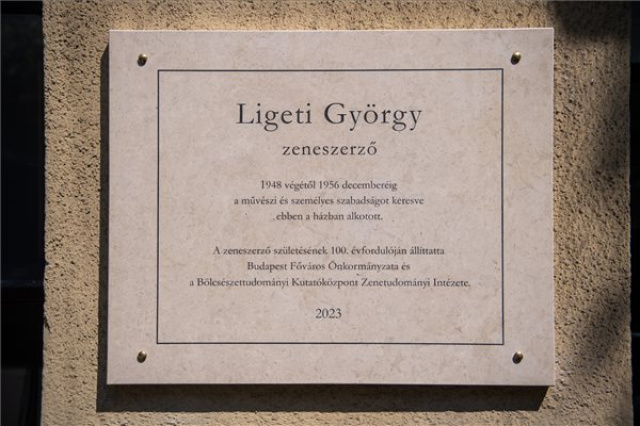 Ligeti György
zeneszerző
1948 végétől 1956 decemberéig
a művészi és személyes szabadságot keresve
ebben a házban alkotott.
A zeneszerző születésének 100. évfordulóján állíttatta
Budapest Főváros Önkormányzata és
a Bölcsészettudományi Kutatóközpont Zenetudományi Intézete.
2023